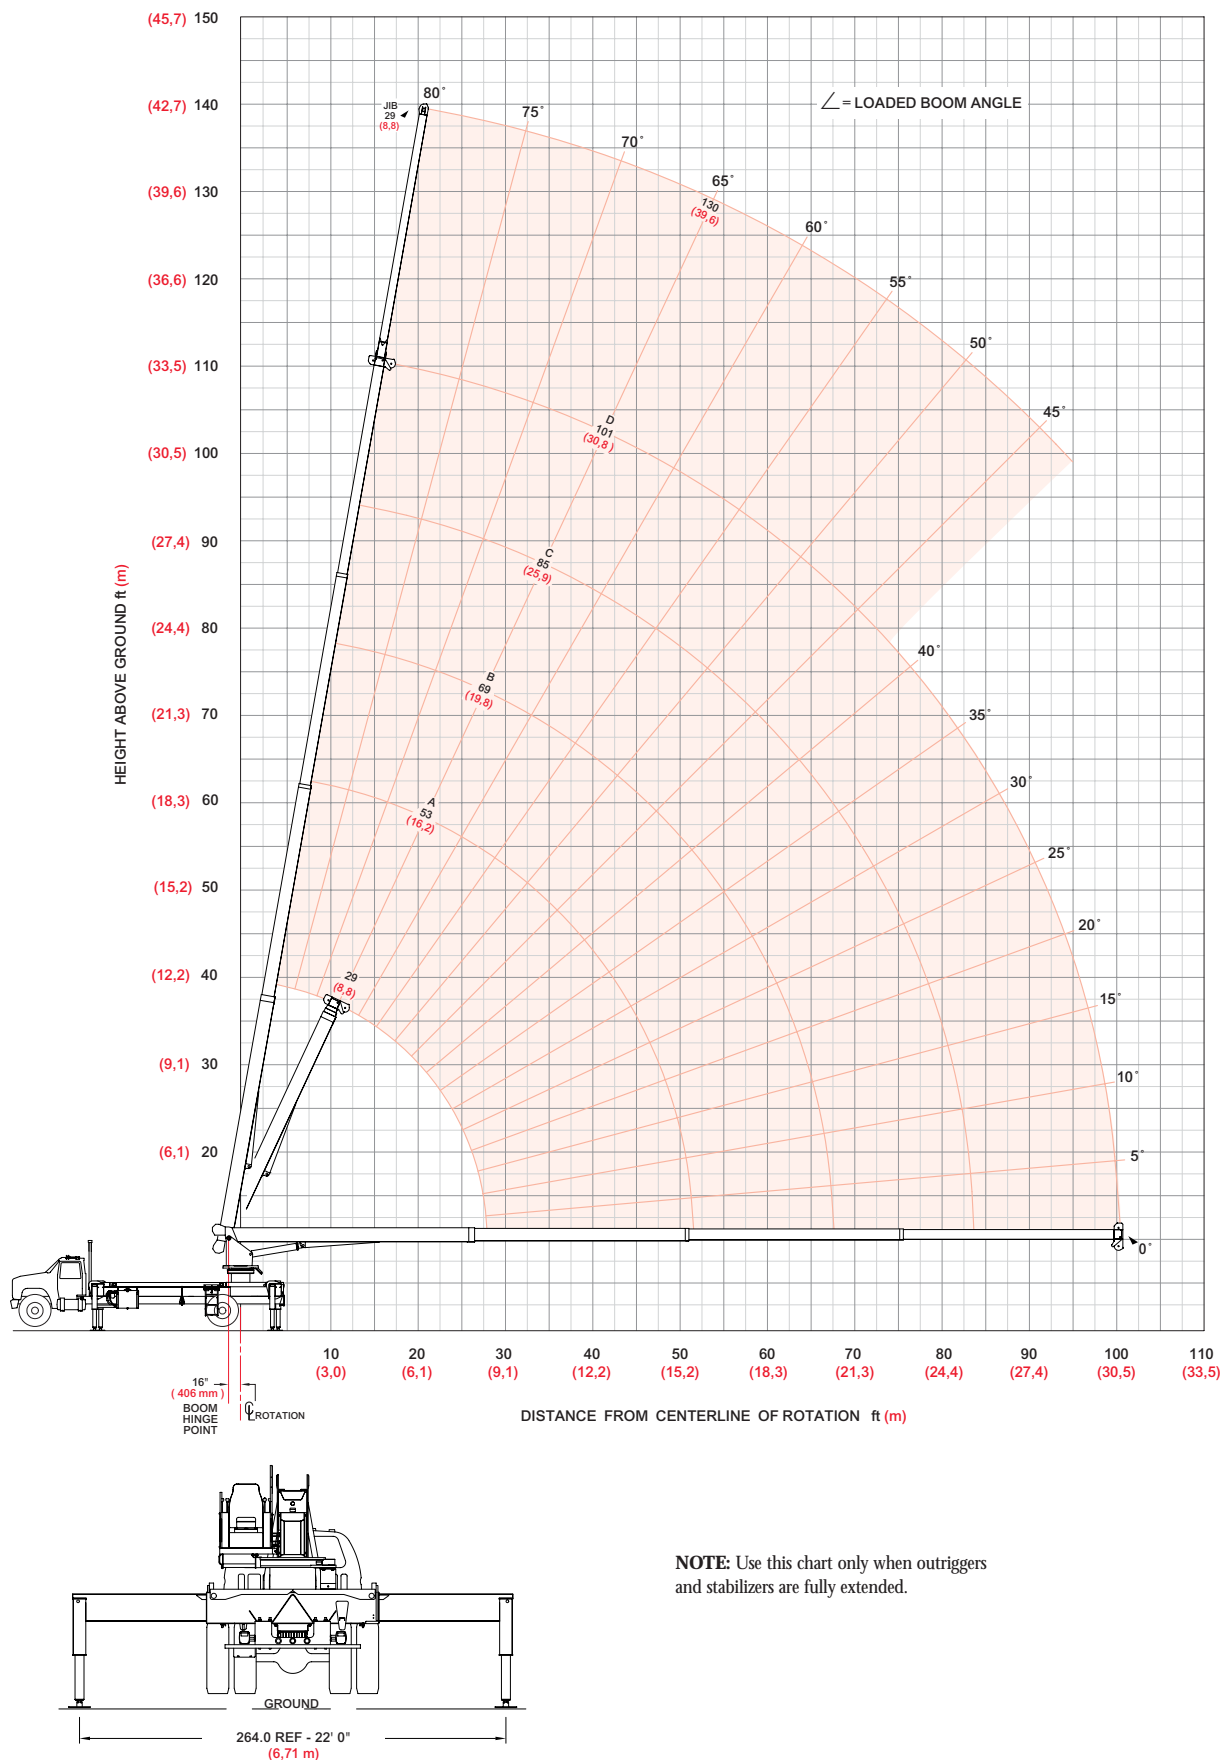 (45,7) 150
(42,7) 140
(39,6) 130
(36,6) 120
(33,5) 110
(30,5) 100
(27,4) 90
(24,4) 80
(21,3) 70
(18,3) 60
(15,2) 50
(12,2) 40
(9,1) 30
(6,1) 20
HEIGHT ABOVE GROUND ft (m)
JIB
29
(8,8)
∠ = LOADED BOOM ANGLE
80°
75°
70°
65°
60°
55°
50°
45°
40°
35°
30°
25°
20°
15°
10°
5°
0°
130
(39,6)
D
101
(30,8)
C
85
(25,9)
B
69
(19,8)
A
53
(16,2)
29
(8,8)
10 20 30 40 50 60 70 80 90 100 110
(3,0) (6,1) (9,1) (12,2) (15,2) (18,3) (21,3) (24,4) (27,4) (30,5) (33,5)
16"
( 406 mm )
BOOM
HINGE
POINT
℄ ROTATION
DISTANCE FROM CENTERLINE OF ROTATION ft (m)
NOTE: Use this chart only when outriggers
and stabilizers are fully extended.
GROUND
264.0 REF - 22' 0"
(6,71 m)